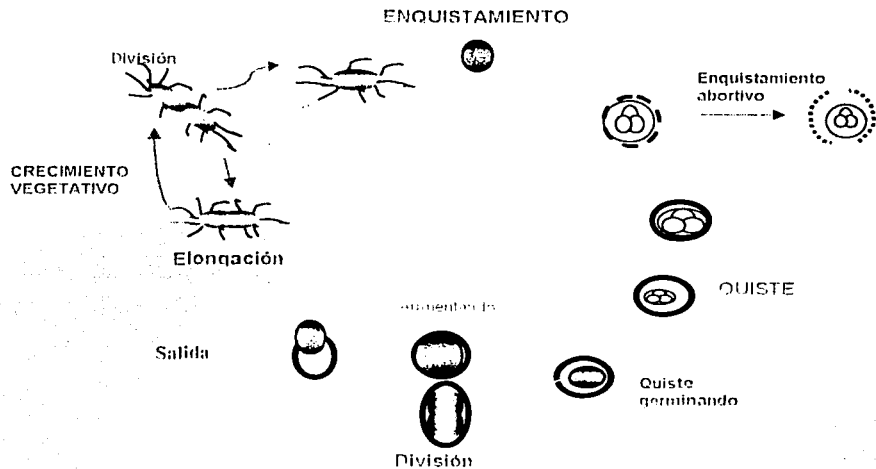 ENQUISTAMIENTO
División
Enquistamiento
abortivo
CRECIMIENTO
VEGETATIVO
Elongación
QUISTE
Salida
Quiste
germinando
División